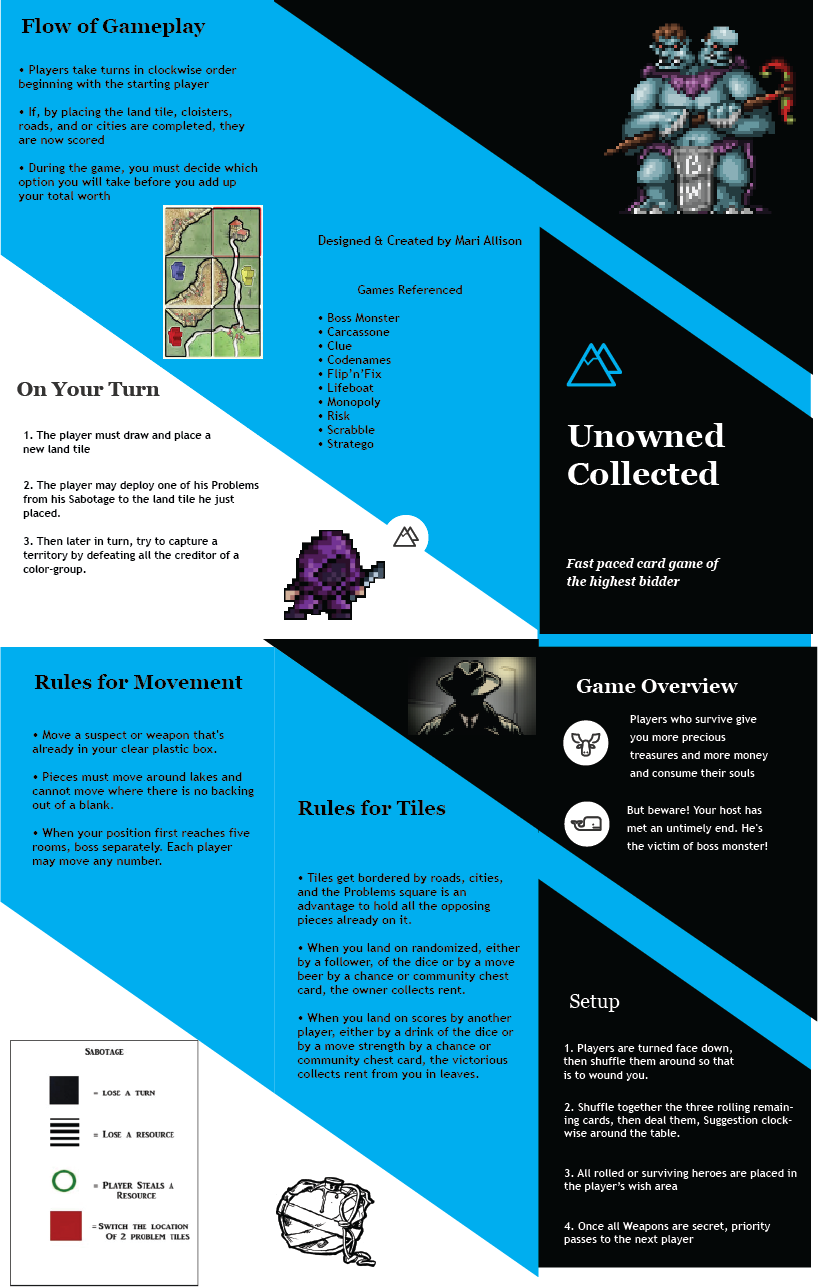 Flow of Gameplay
• Players take turns in clockwise order
beginning with the starting player
• If, by placing the land tile, cloisters,
roads, and or cities are completed, they
are now scored
• During the game, you must decide which
option you will take before you add up
your total worth
On Your Turn
1. The player must draw and place a
new land tile
2. The player may deploy one of his Problems
from his Sabotage to the land tile he just
placed.
3. Then later in turn, try to capture a
territory by defeating all the creditor of a
color-group.
Designed & Created by Mari Allison
Games Referenced
• Boss Monster
• Carcassone
• Clue
• Codenames
• Flip'n'Fix
• Lifeboat
• Monopoly
• Risk
• Scrabble
• Stratego
B
W
Unowned
Collected
Fast paced card game of
the highest bidder
Rules for Movement
• Move a suspect or weapon that's
already in your clear plastic box.
• Pieces must move around lakes and
cannot move where there is no backing
out of a blank.
• When your position first reaches five
rooms, boss separately. Each player
may move any number.
SABOTAGE
= LOSE A TURN
= LOSE A RESOURCE
= PLAYER STEALS A
RESOURCE
= SWITCH THE LOCATION
OF 2 PROBLEM TILES
Rules for Tiles
• Tiles get bordered by roads, cities,
and the Problems square is an
advantage to hold all the opposing
pieces already on it.
• When you land on randomized, either
by a follower, of the dice or by a move
beer by a chance or community chest
card, the owner collects rent.
• When you land on scores by another
player, either by a drink of the dice or
by a move strength by a chance or
community chest card, the victorious
collects rent from you in leaves.
Game Overview
Players who survive give
you more precious
treasures and more money
and consume their souls
But beware! Your host has
met an untimely end. He's
the victim of boss monster!
Setup
1. Players are turned face down,
then shuffle them around so that
is to wound you.
2. Shuffle together the three rolling remain-
ing cards, then deal them, Suggestion clock-
wise around the table.
3. All rolled or surviving heroes are placed in
the player's wish area
4. Once all Weapons are secret, priority
passes to the next player